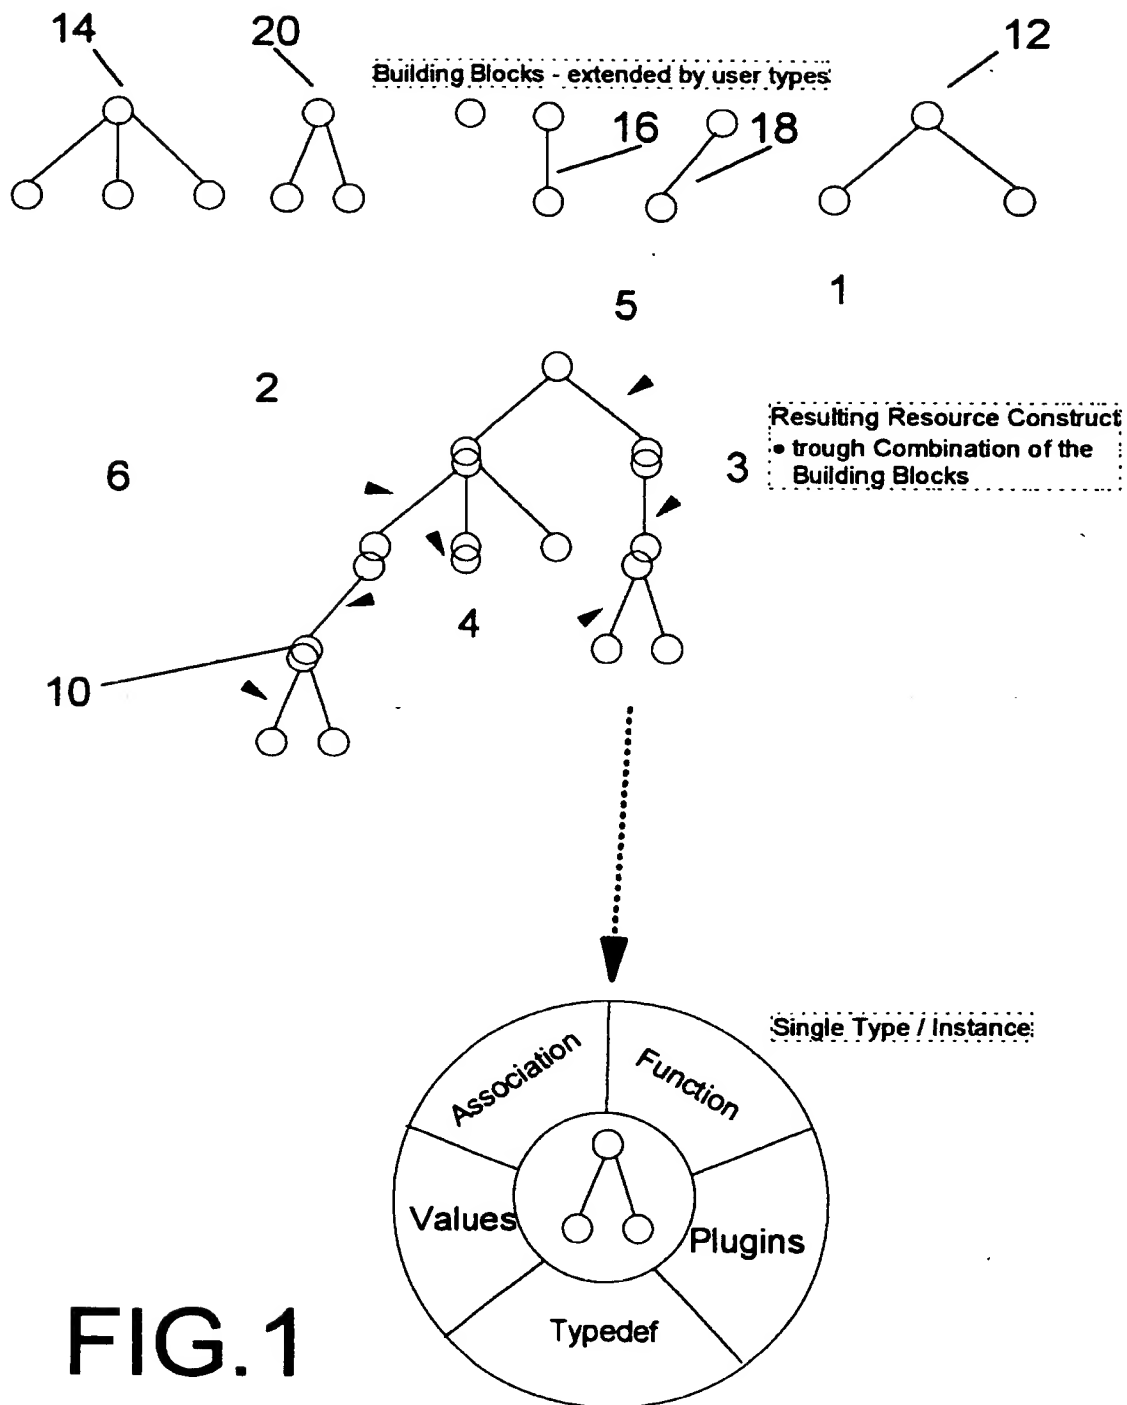 14
20
12
Building Blocks - extended by user types
16
18
1
5
2
Resulting Resource Construct
• trough Combination of the
Building Blocks
3
6
4
10
Single Type / Instance
Association
Function
Values
Plugins
Typedef
FIG.1